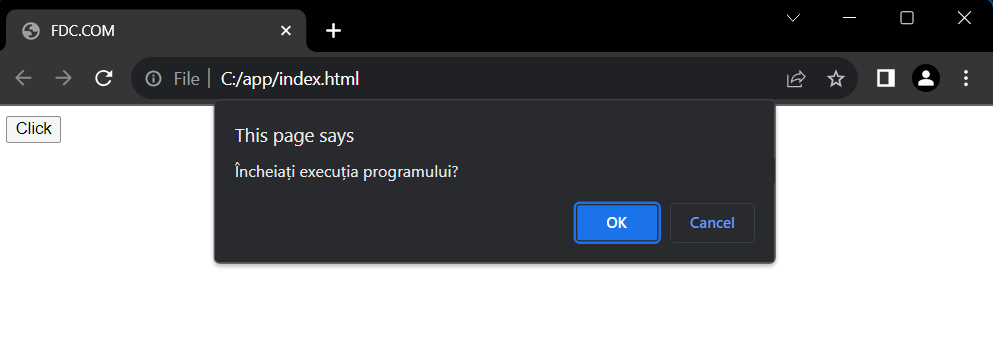 FDC.COM
File
C:/app/index.html
Click
This page says
Încheiați execuția programului?
OK
Cancel